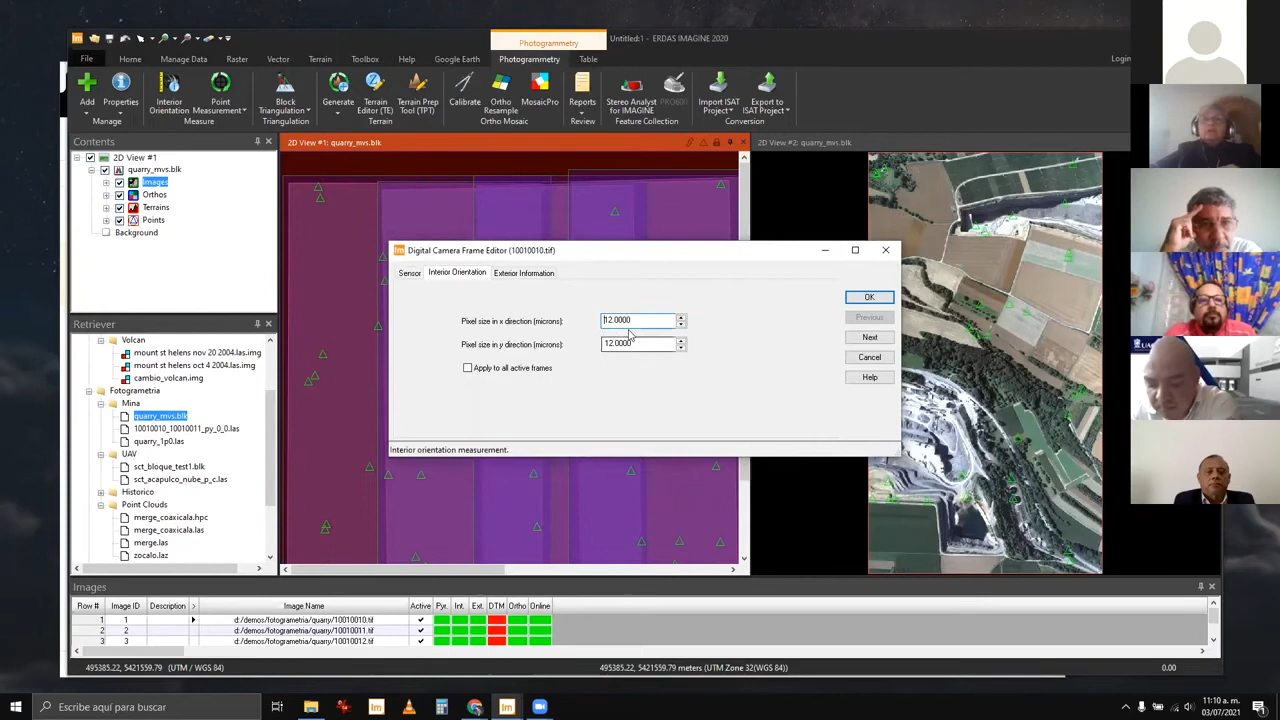 Photogrammetry
Untitled:1 - ERDAS IMAGINE 2020
File
Home
Manage Data
Raster
Vector
Terrain
Toolbox
Help
Google Earth
Photogrammetry
Table
Login
Add
Properties
Interior
Orientation
Point
Measurement
Block
Triangulation
Generate
Terrain
Editor (TE)
Terrain Prep
Tool (TPT)
Calibrate
Ortho
Resample
MosaicPro
Reports
Stereo Analyst
for IMAGINE
PRO600
Import ISAT
Project
Export to
ISAT Project
Manage
Measure
Triangulation
Terrain
Ortho Mosaic
Review
Feature Collection
Conversion
Contents
2D View #1
quarry_mvs.blk
Images
Orthos
Terrains
Points
Background
2D View #1: quarry_mvs.blk
2D View #2: quarry_mvs.blk
Digital Camera Frame Editor (10010010.tif)
Sensor
Interior Orientation
Exterior Information
Pixel size in x direction (microns):
12.0000
Pixel size in y direction (microns):
12.0000
Apply to all active frames
OK
Previous
Next
Cancel
Help
Interior orientation measurement.
Retriever
Volcan
mount st helens nov 20 2004.img
mount st helens oct 4 2004.img
cambio_volcan.img
Fotogrametria
Mina
quarry_mvs.blk
10010010_10010011_py_0_0.las
quarry_1p0.las
UAV
sct_bloque_test1.blk
sct_acapulco_nube_p_c.las
Historico
Point Clouds
merge_coaxicala.hpc
merge_coaxicala.las
merge.las
zocalo.laz
Images
Row #
Image ID
Description
>
Image Name
Active
Pyr.
Int.
Ext.
DTM
Ortho
Online
1
1
d:/demos/fotogrametria/quarry/10010010.tif
2
2
d:/demos/fotogrametria/quarry/10010011.tif
3
3
d:/demos/fotogrametria/quarry/10010012.tif
495385.22, 5421559.79 (UTM / WGS 84)
495385.22, 5421559.79 meters (UTM Zone 32(WGS 84))
0.00
Escribe aquí para buscar
11:10 a. m.
03/07/2021